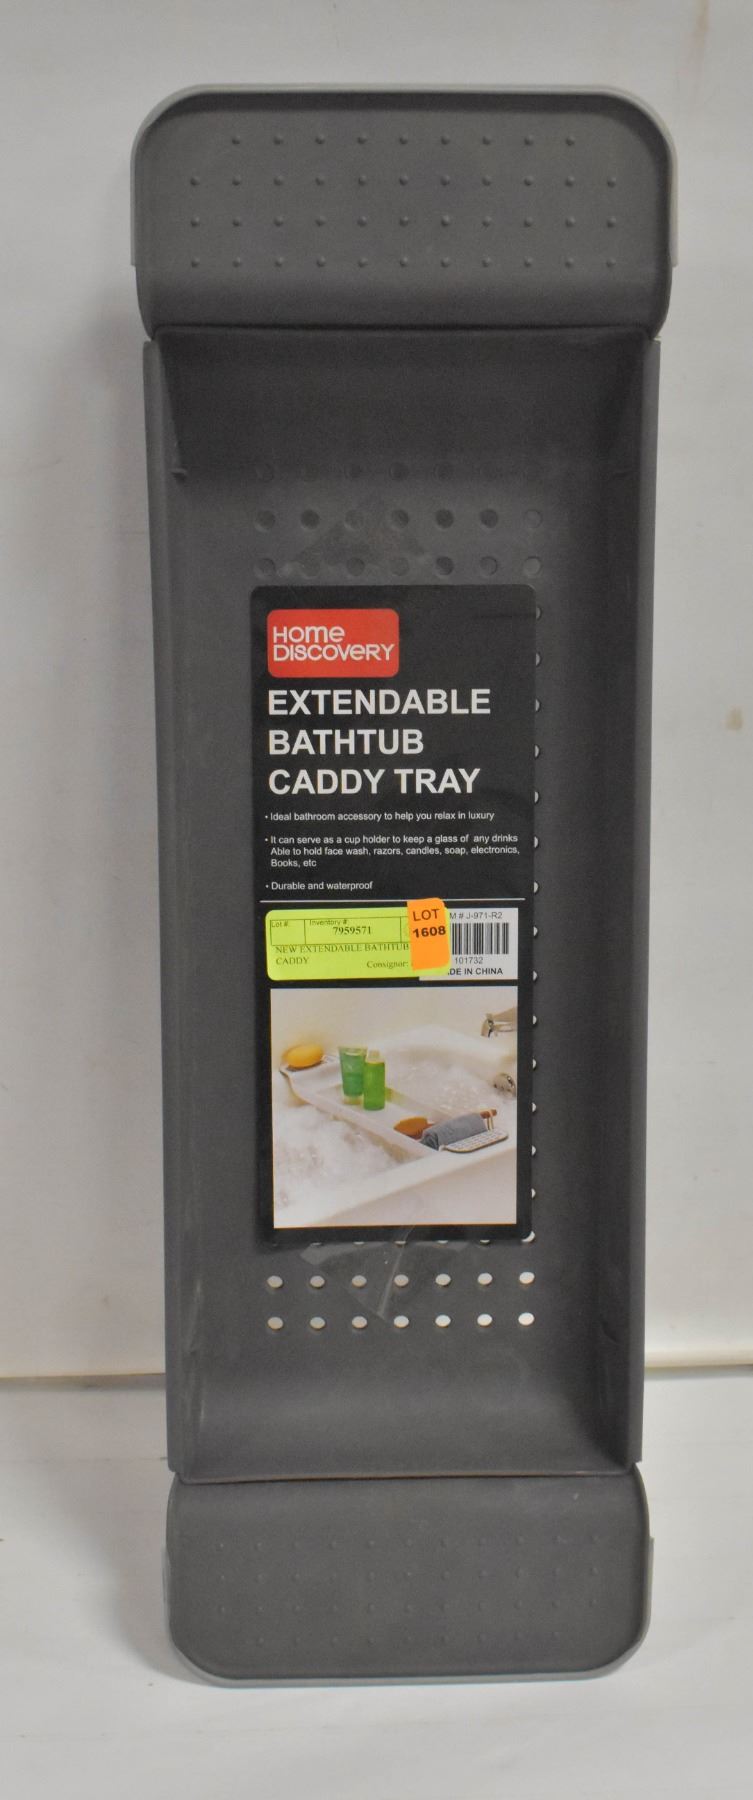 HOme
DISCOVERY
EXTENDABLE
BATHTUB
CADDY TRAY
• Ideal bathroom accessory to help you relax in luxury
• It can serve as a cup holder to keep a glass of any drinks
Able to hold face wash, razors, candles, soap, electronics,
Books, etc
• Durable and waterproof
Lot #:
Inventory #:
7959571
NEW EXTENDABLE BATHTUB
CADDY
Consignor:
LOT
1608
M # J-971-R2
101732
DE IN CHINA